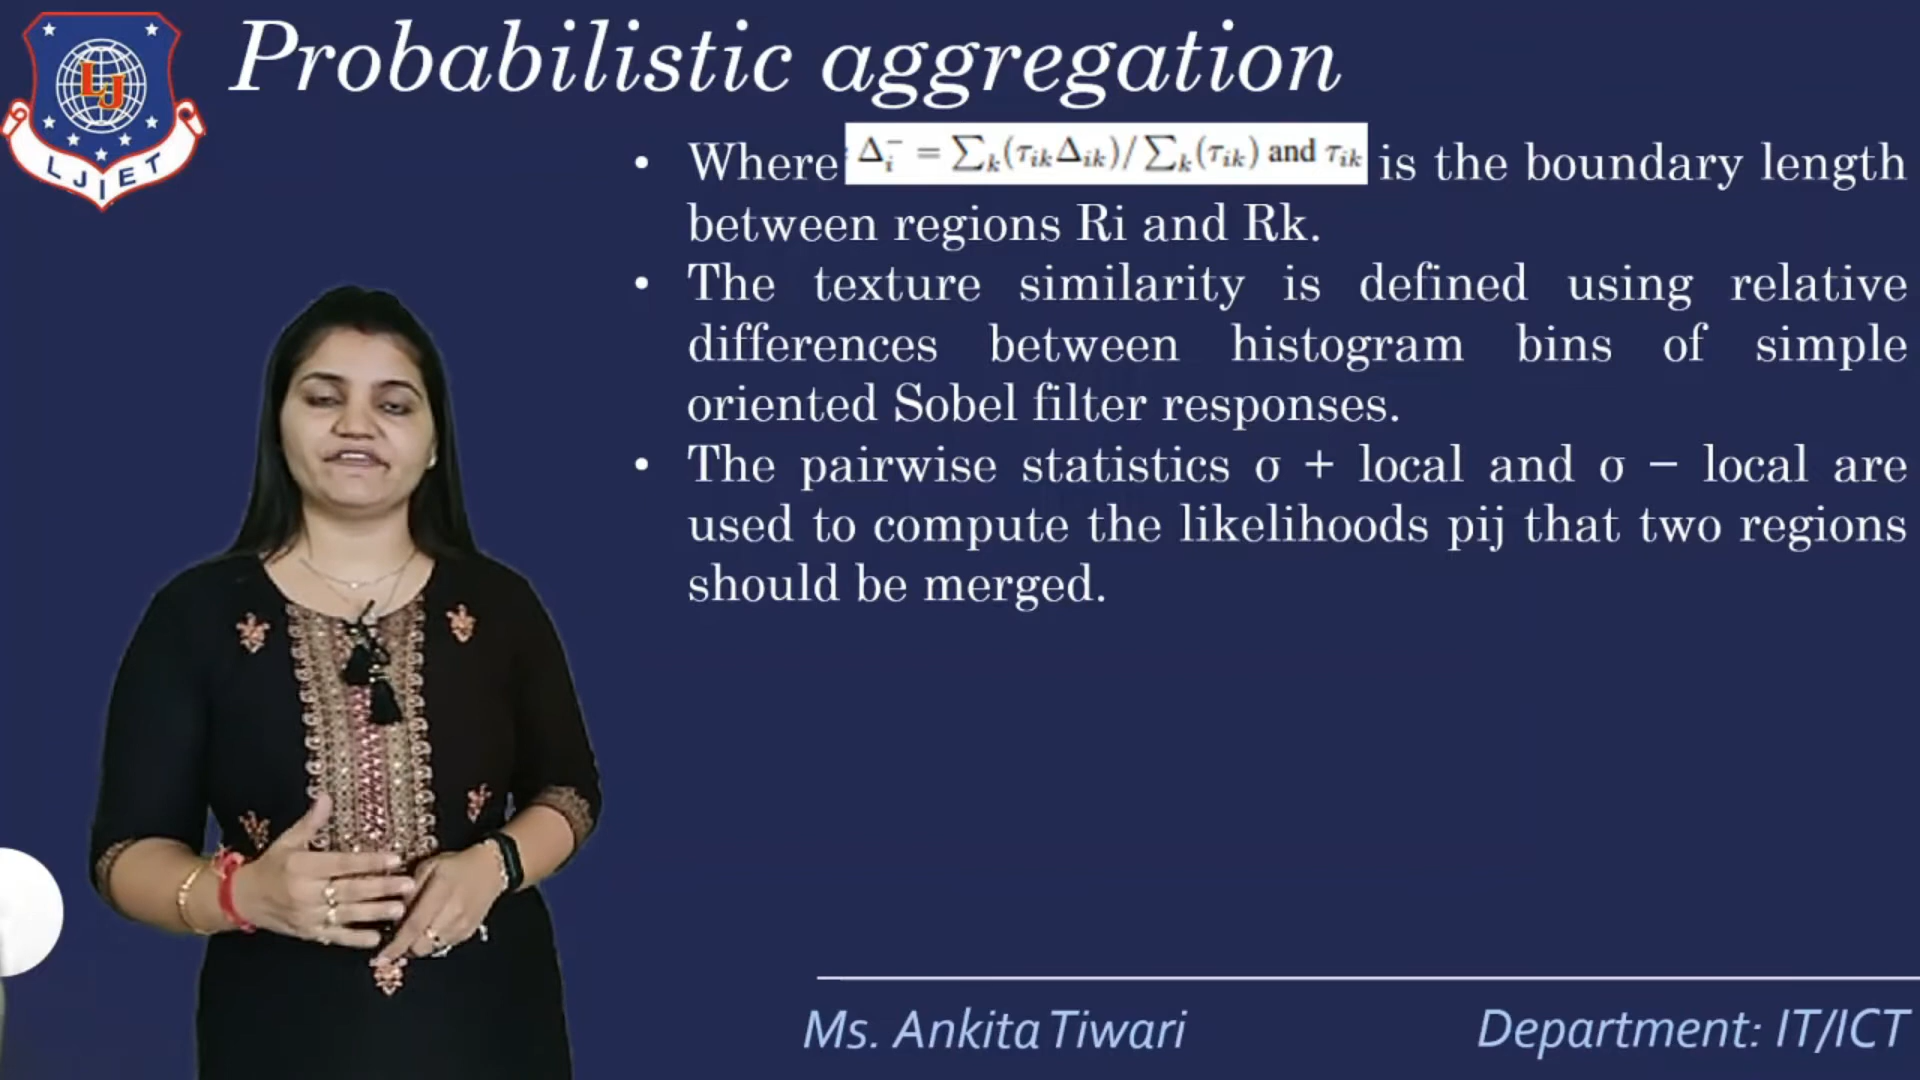 LJ
LJIET
Probabilistic aggregation
• Where Δi⁻ = ∑k(τikΔik)/∑k(τik) and τik is the boundary length
between regions Ri and Rk.
• The texture similarity is defined using relative
differences between histogram bins of simple
oriented Sobel filter responses.
• The pairwise statistics σ + local and σ − local are
used to compute the likelihoods pij that two regions
should be merged.
Ms. Ankita Tiwari
Department: IT/ICT